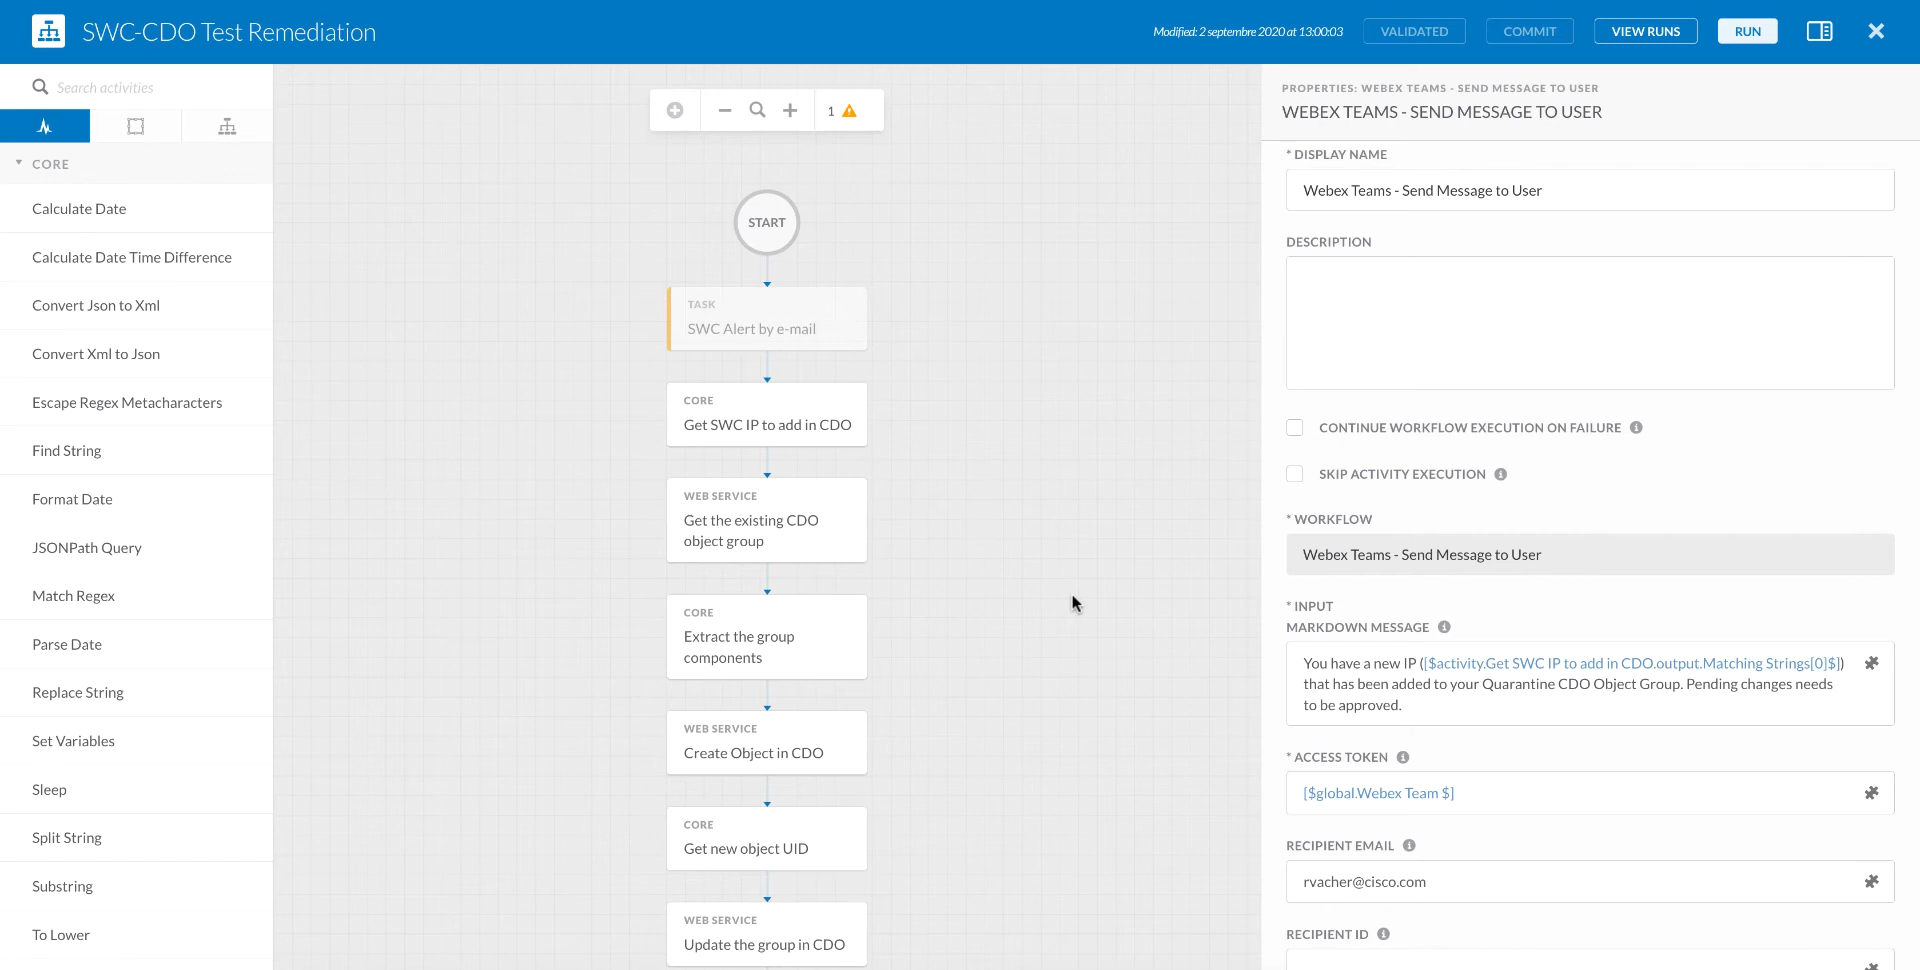 SWC-CDO Test Remediation
Modified: 2 septembre 2020 at 13:00:03
VALIDATED
COMMIT
VIEW RUNS
RUN
Search activities
CORE
Calculate Date
Calculate Date Time Difference
Convert Json to Xml
Convert Xml to Json
Escape Regex Metacharacters
Find String
Format Date
JSONPath Query
Match Regex
Parse Date
Replace String
Set Variables
Sleep
Split String
Substring
To Lower
1
START
TASK
SWC Alert by e-mail
CORE
Get SWC IP to add in CDO
WEB SERVICE
Get the existing CDO
object group
CORE
Extract the group
components
WEB SERVICE
Create Object in CDO
CORE
Get new object UID
WEB SERVICE
Update the group in CDO
PROPERTIES: WEBEX TEAMS - SEND MESSAGE TO USER
WEBEX TEAMS - SEND MESSAGE TO USER
* DISPLAY NAME
Webex Teams - Send Message to User
DESCRIPTION
CONTINUE WORKFLOW EXECUTION ON FAILURE
SKIP ACTIVITY EXECUTION
* WORKFLOW
Webex Teams - Send Message to User
* INPUT
MARKDOWN MESSAGE
You have a new IP ([$activity.Get SWC IP to add in CDO.output.Matching Strings[0]$])
that has been added to your Quarantine CDO Object Group. Pending changes needs
to be approved.
* ACCESS TOKEN
[$global.Webex Team $]
RECIPIENT EMAIL
rvacher@cisco.com
RECIPIENT ID